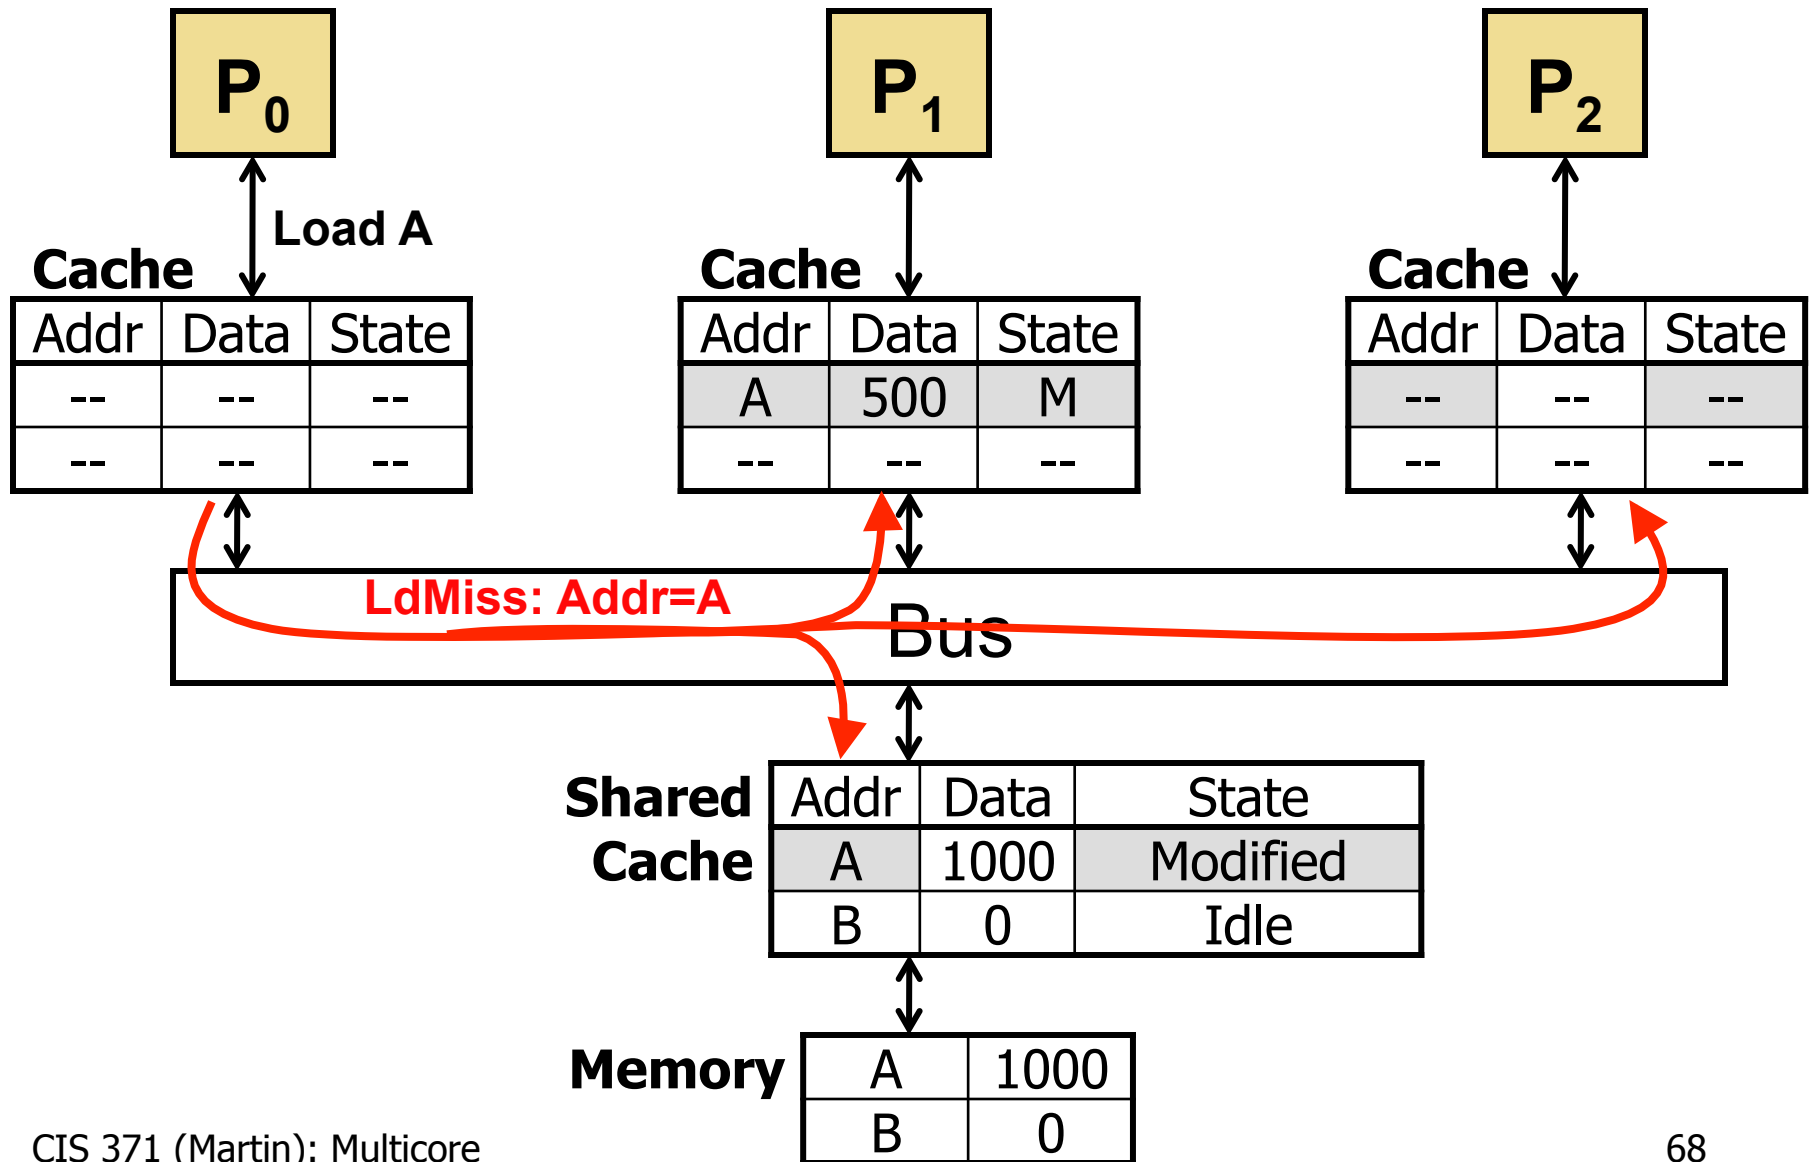 P0 P1 P2
Load A
Cache Cache Cache
Addr Data State Addr Data State Addr Data State
-- -- -- A 500 M -- -- --
-- -- -- -- -- -- -- -- --
LdMiss: Addr=A
Bus
Shared Addr Data State
Cache A 1000 Modified
B 0 Idle
Memory A 1000
B 0
CIS 371 (Martin): Multicore 68